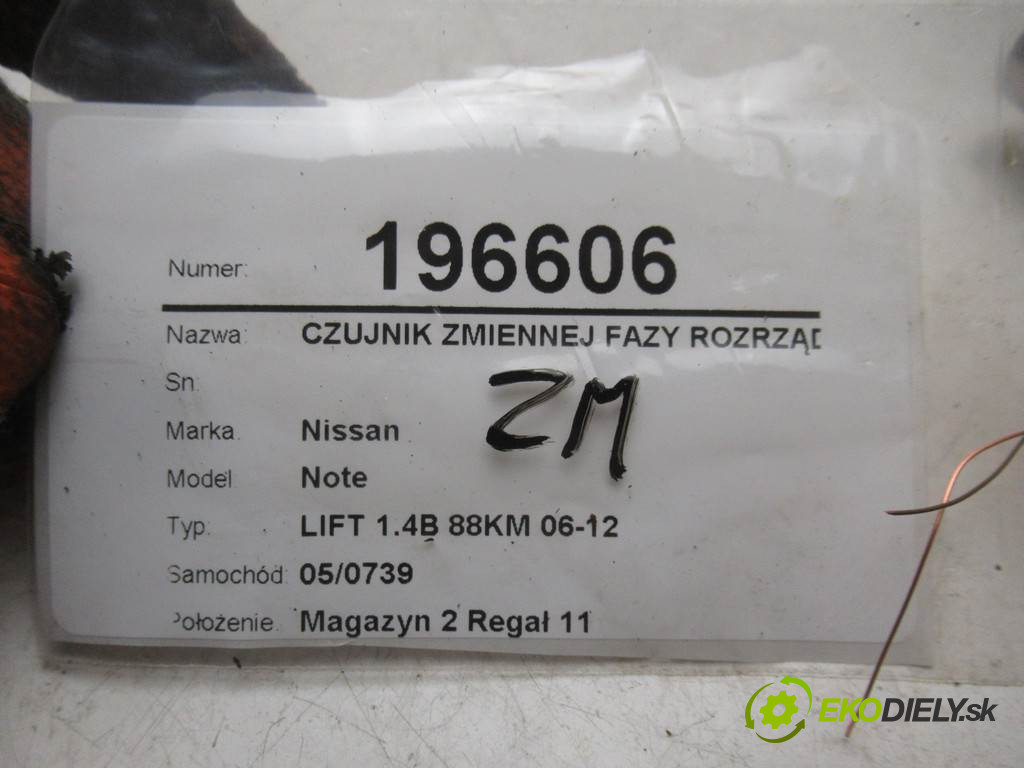 Numer: 196606
Nazwa: CZUJNIK ZMIENNEJ FAZY ROZRZĄD
Sn:
ZM
Marka Nissan
Model Note
Typ: LIFT 1.4B 88KM 06-12
Samochód: 05/0739
Położenie. Magazyn 2 Regał 11
EKODIELY.sk